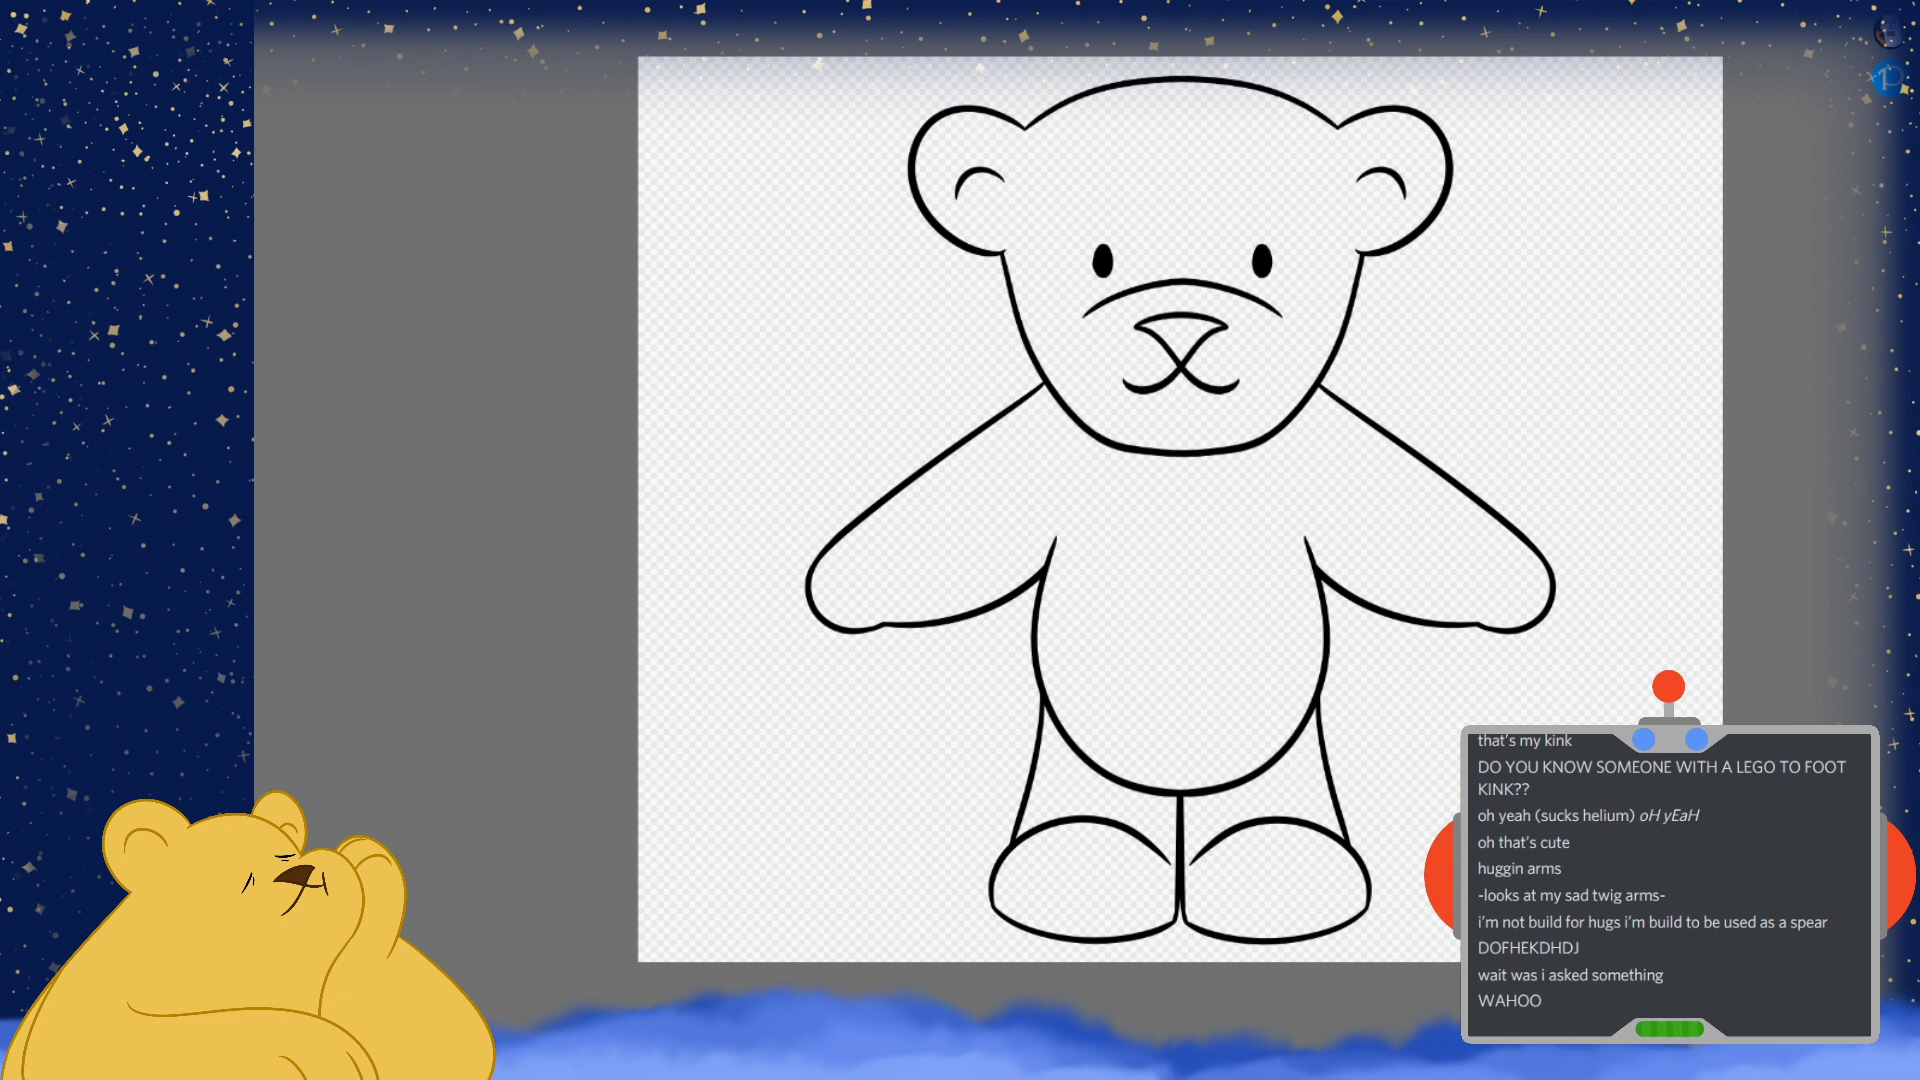 that's my kink
DO YOU KNOW SOMEONE WITH A LEGO TO FOOT
KINK??
oh yeah (sucks helium) oH yEaH
oh that's cute
huggin arms
-looks at my sad twig arms-
i'm not build for hugs i'm build to be used as a spear
DOFHEKDHDJ
wait was i asked something
WAHOO